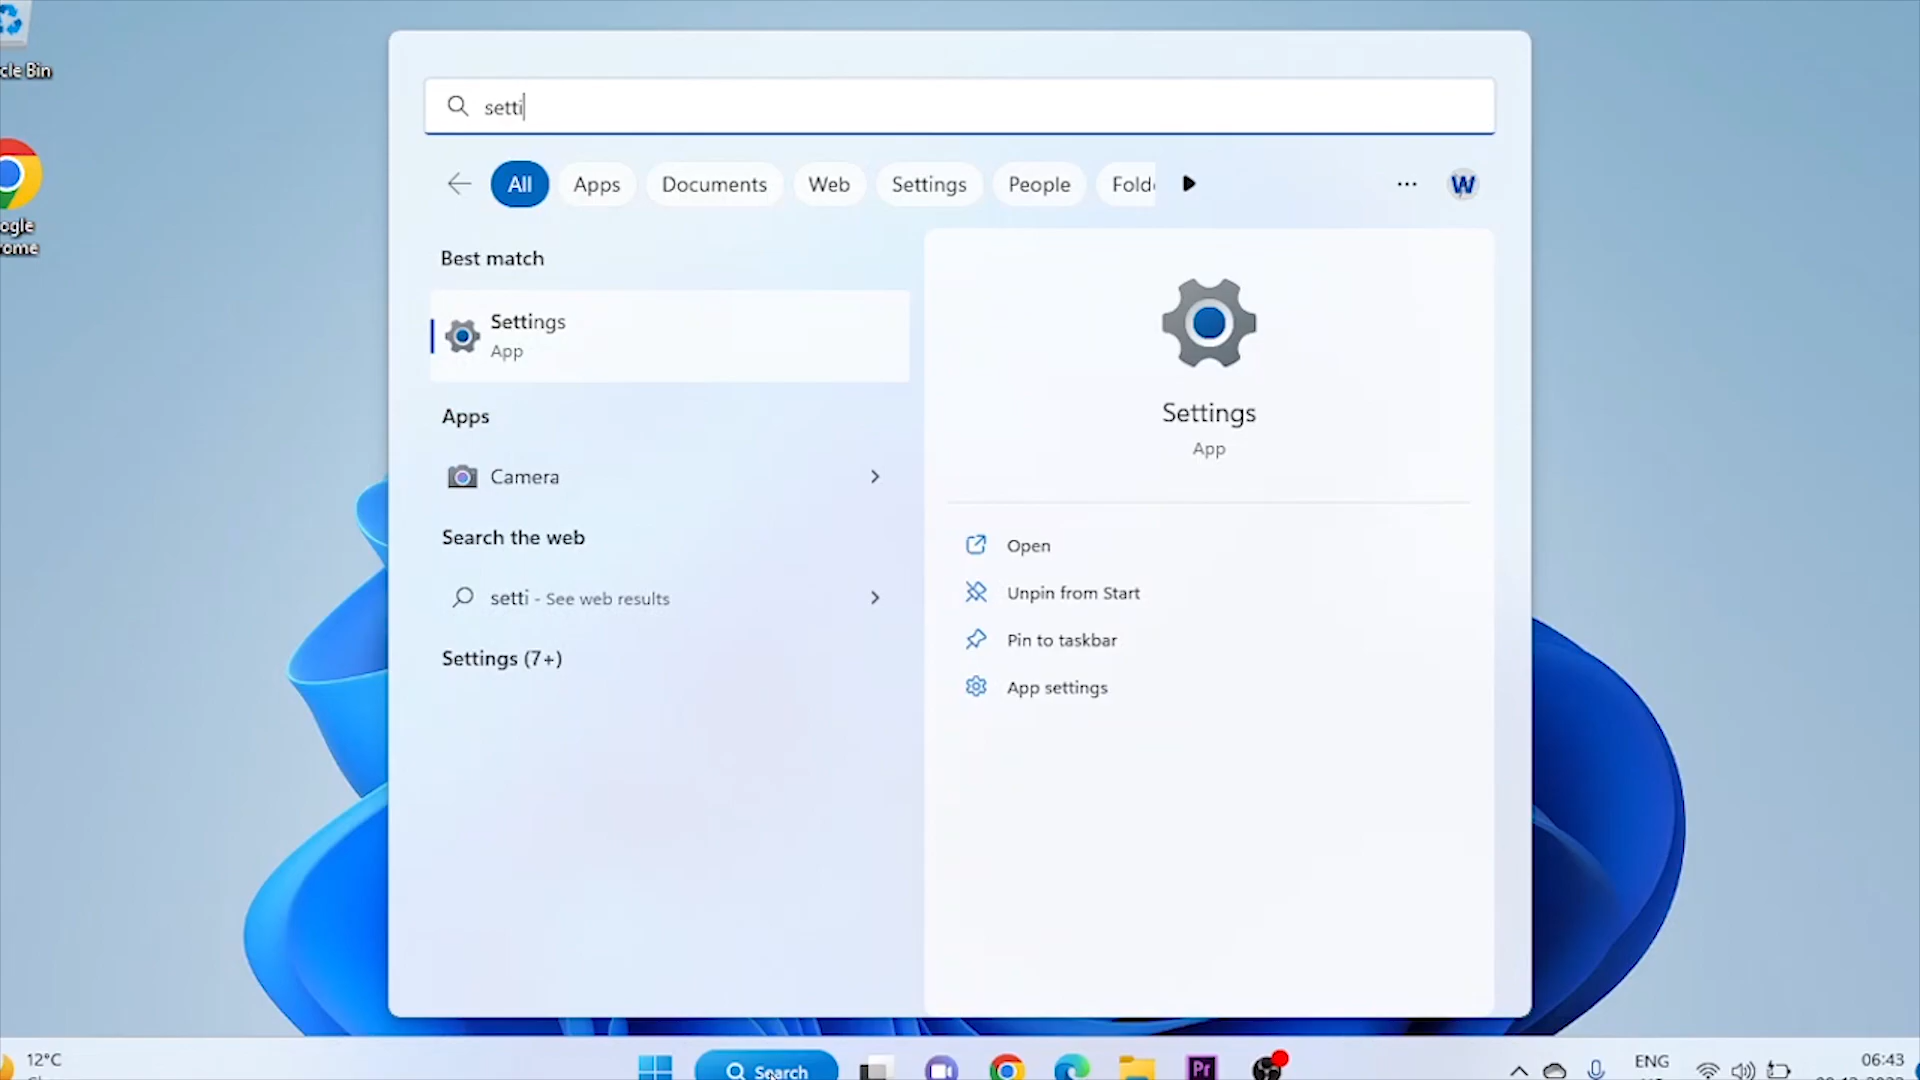 cle Bin
ogle
ome
setti
All
Apps
Documents
Web
Settings
People
Fold
W
Best match
Settings
App
Apps
Camera
Search the web
setti - See web results
Settings (7+)
Settings
App
Open
Unpin from Start
Pin to taskbar
App settings
12°C
Search
Pr
ENG
06:43